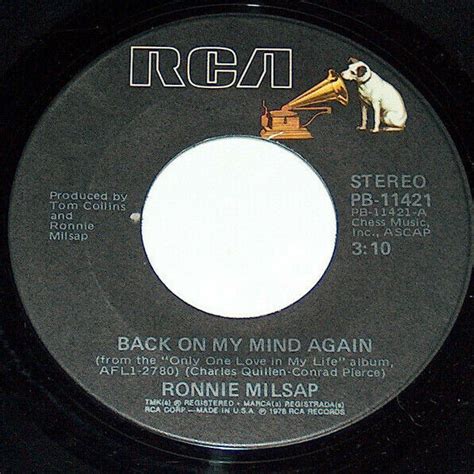 RCA
Produced by
Tom Collins
and
Ronnie
Milsap
STEREO
PB-11421
PB-11421-A
Chess Music,
Inc., ASCAP
3:10
BACK ON MY MIND AGAIN
(from the "Only One Love in My Life" album,
AFL1-2780) (Charles Quillen-Conrad Pierce)
RONNIE MILSAP
TMK(s) ® REGISTERED • MARCA(s) REGISTRADA(s)
RCA CORP.—MADE IN U.S.A. ℗ 1978 RCA RECORDS